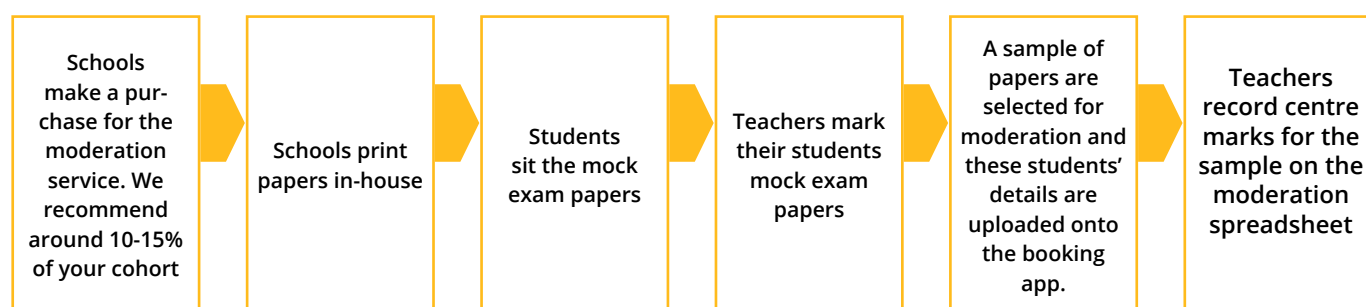 Schools
make a pur-
chase for the
moderation
service. We
recommend
around 10-15%
of your cohort
Schools print
papers in-house
Students
sit the mock
exam papers
Teachers mark
their students
mock exam
papers
A sample of
papers are
selected for
moderation and
these students’
details are
uploaded onto
the booking
app.
Teachers
record centre
marks for the
sample on the
moderation
spreadsheet